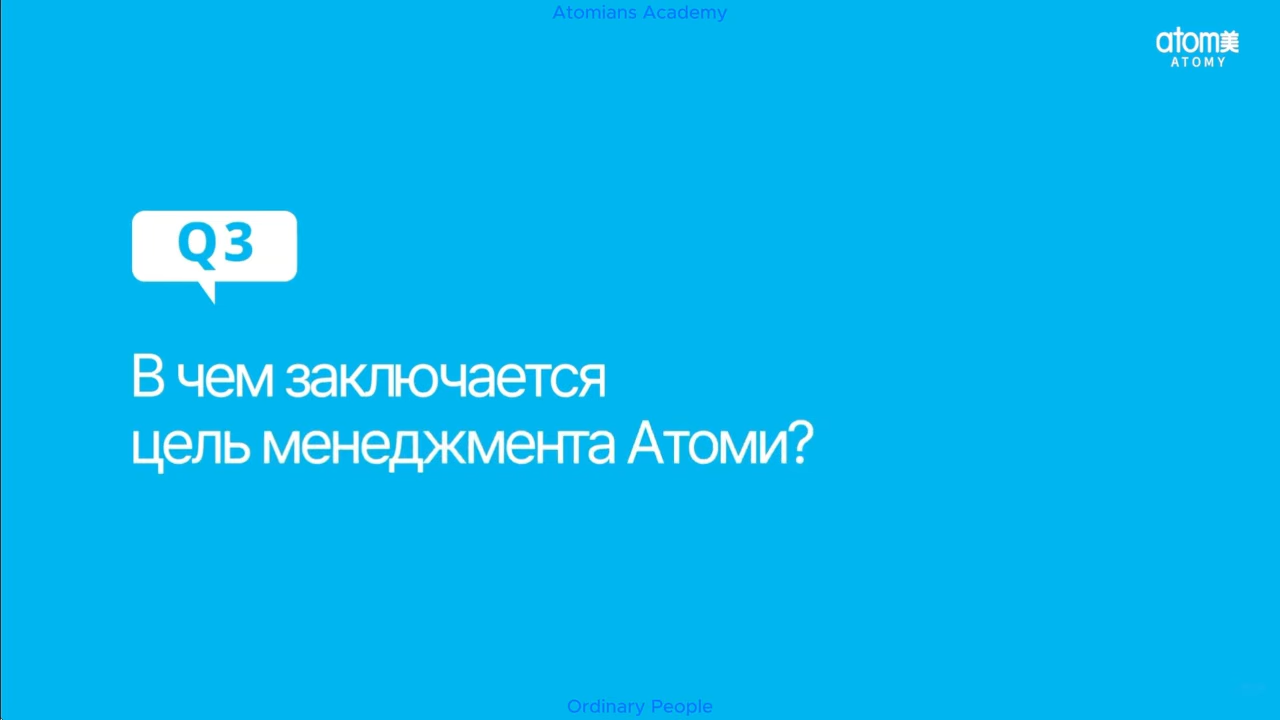 Atomians Academy
atom美
ATOMY
Q3
В чем заключается
цель менеджмента Атоми?
Ordinary People